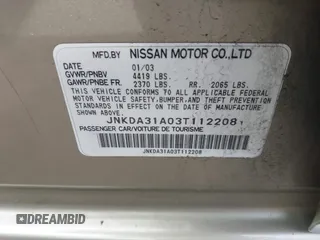 MFD.BY NISSAN MOTOR CO.,LTD
DATE 01/03
GVWR/PNBV 4419 LBS.
GAWR/PNBE FR. 2370 LBS. RR. 2065 LBS.
THIS VEHICLE CONFORMS TO ALL APPLICABLE FEDERAL
MOTOR VEHICLE SAFETY,BUMPER,AND THEFT PREVENTION
STANDARDS IN EFFECT ON THE DATE OF MANUFACTURE
SHOWN ABOVE.
JNKDA31A03T112208
PASSENGER CAR/VOITURE DE TOURISME
JNKDA31A03T112208
DREAMBID